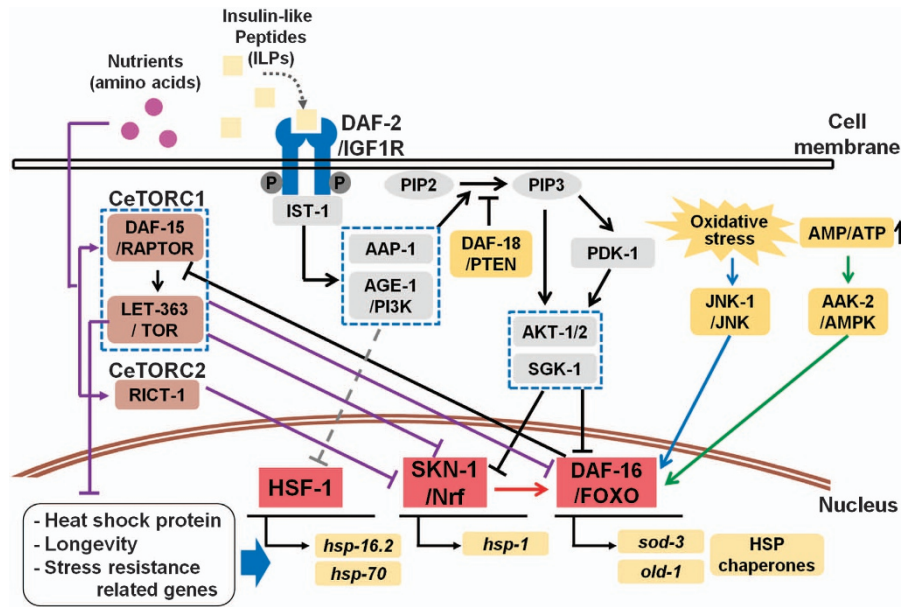 Insulin-like
Peptides
(ILPs)
Nutrients
(amino acids)
DAF-2
/IGF1R
Cell
membrane
P
P
IST-1
PIP2
PIP3
CeTORC1
DAF-15
/RAPTOR
LET-363
/ TOR
CeTORC2
RICT-1
AAP-1
AGE-1
/PI3K
DAF-18
/PTEN
PDK-1
AKT-1/2
SGK-1
Oxidative
stress
AMP/ATP
JNK-1
/JNK
AAK-2
/AMPK
HSF-1
SKN-1
/Nrf
DAF-16
/FOXO
Nucleus
- Heat shock protein
- Longevity
- Stress resistance
related genes
hsp-16.2
hsp-70
hsp-1
sod-3
old-1
HSP
chaperones